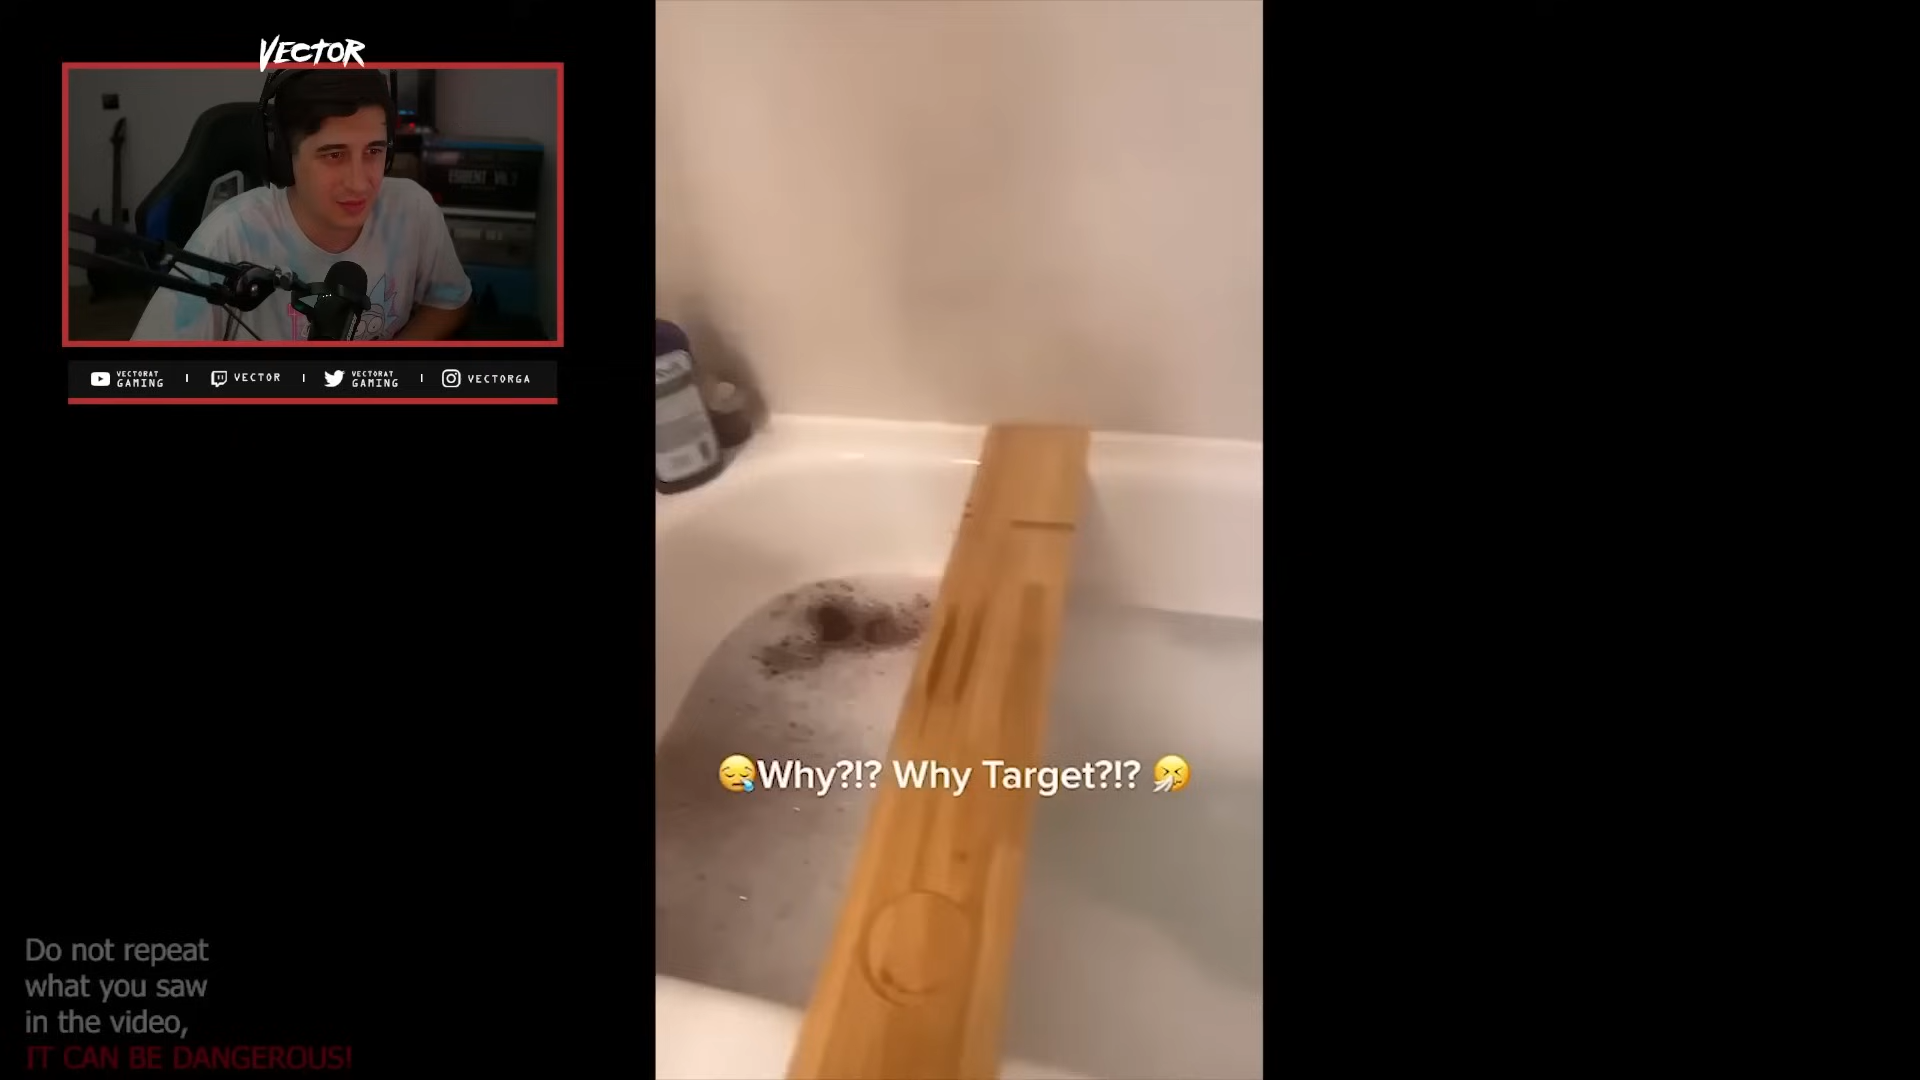 VECTOR
VECTORAT GAMING
VECTOR
VECTORAT GAMING
VECTORGA
😪Why?!? Why Target?!? 🤧
Do not repeat
what you saw
in the video,
IT CAN BE DANGEROUS!